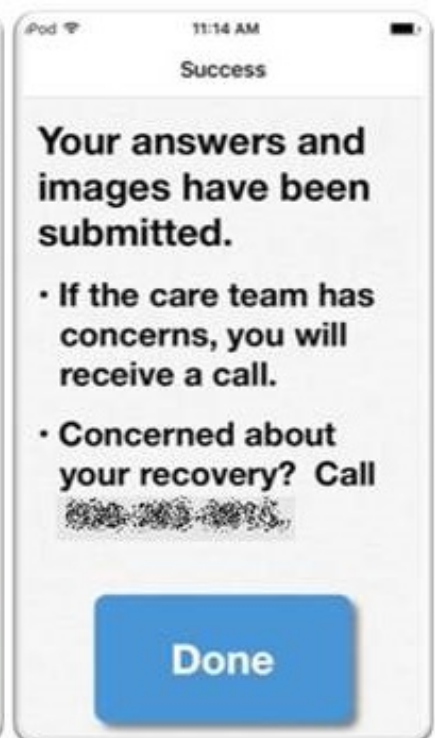 iPod 11:14 AM
Success
Your answers and
images have been
submitted.
• If the care team has
concerns, you will
receive a call.
• Concerned about
your recovery? Call
Done